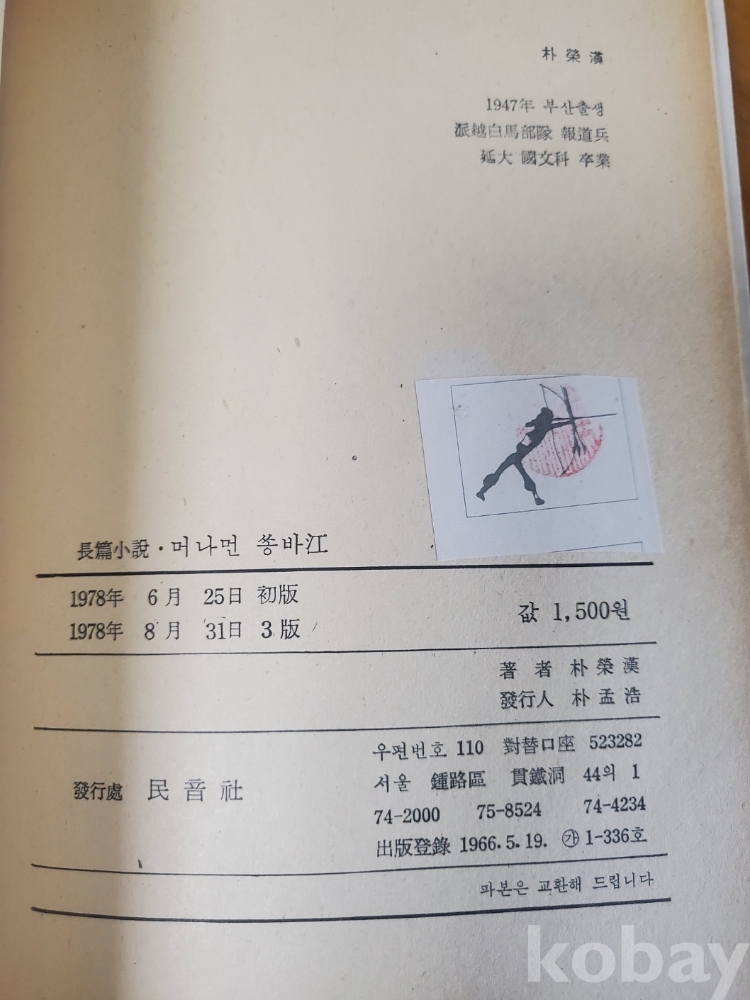 朴榮漢
1947年 부산출생
派越白馬部隊 報道兵
延大 國文科 卒業
長篇小說·머나먼 쏭바江
1978年 6月 25日 初版
1978年 8月 31日 3版
값 1,500원
著者 朴榮漢
發行人 朴孟浩
發行處 民音社
우편번호 110 對替口座 523282
서울 鍾路區 貫鐵洞 44의 1
74-2000 75-8524 74-4234
出版登錄 1966.5.19. ㉮ 1-336호
파본은 교환해 드립니다
kobay